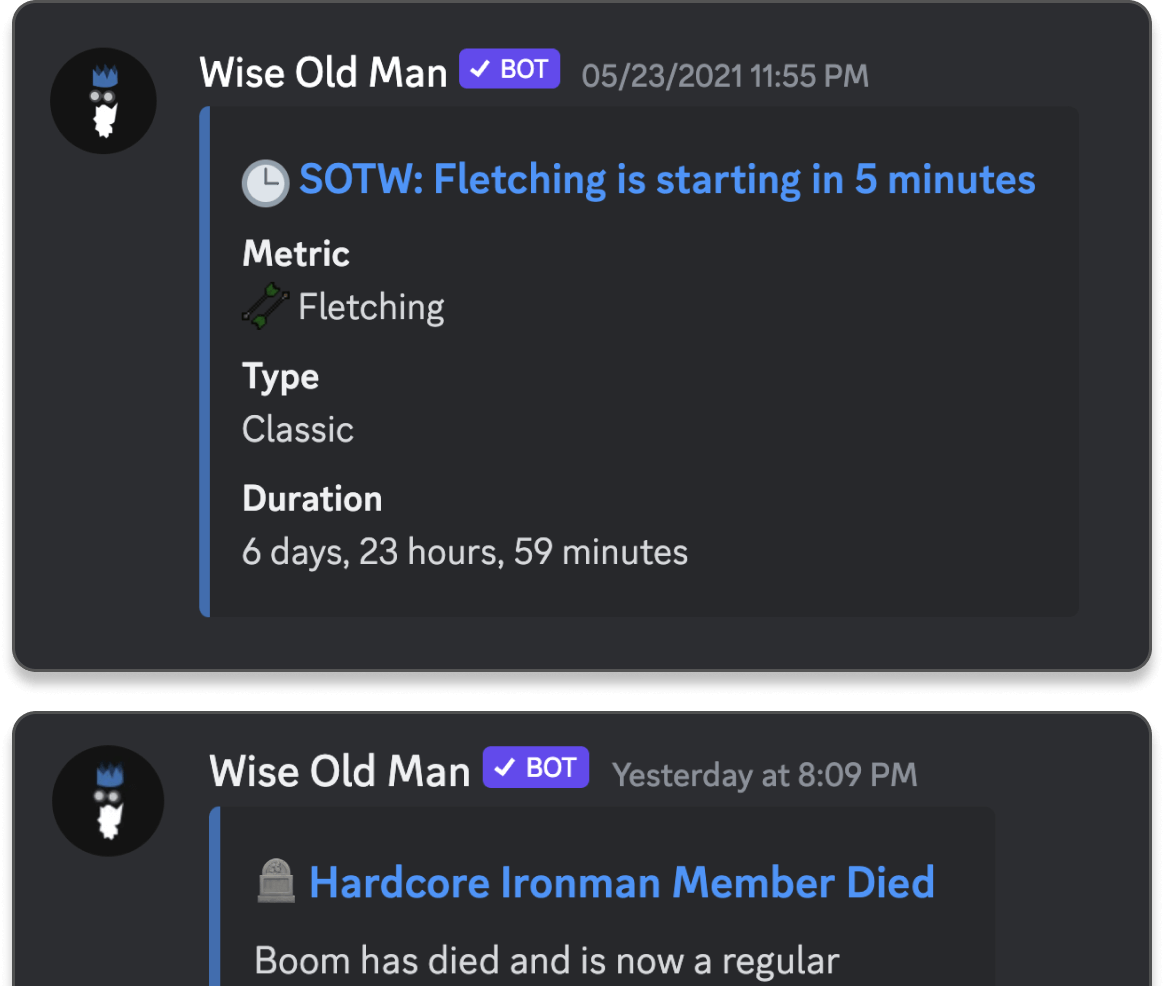 Wise Old Man ✓ BOT 05/23/2021 11:55 PM
SOTW: Fletching is starting in 5 minutes
Metric
Fletching
Type
Classic
Duration
6 days, 23 hours, 59 minutes
Wise Old Man ✓ BOT Yesterday at 8:09 PM
Hardcore Ironman Member Died
Boom has died and is now a regular